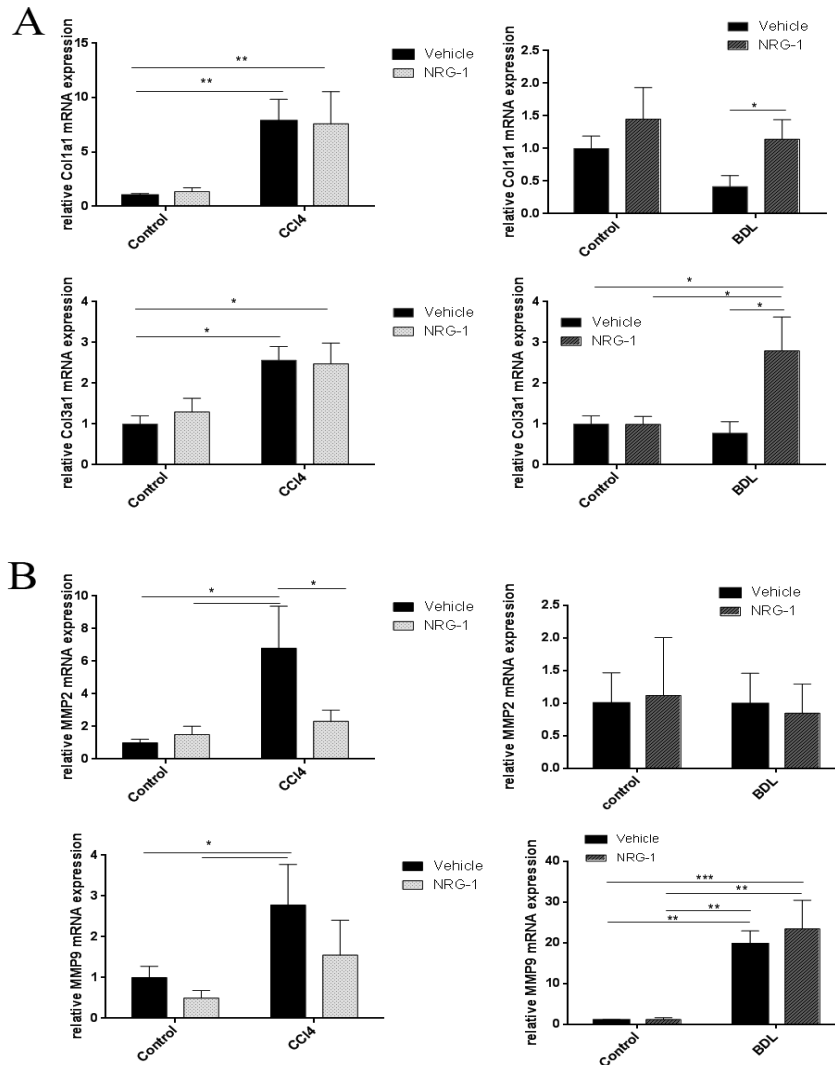 A
relative Col1a1 mRNA expression
15
10
5
0
**
**
Control
CCl4
Vehicle
NRG-1
relative Col1a1 mRNA expression
1.5
2.0
1.5
1.0
0.5
0.0
*
Control
BDL
Vehicle
NRG-1
relative Col3a1 mRNA expression
4
3
2
1
0
*
*
Control
CCl4
Vehicle
NRG-1
relative Col3a1 mRNA expression
4
3
2
1
0
*
*
*
Control
BDL
Vehicle
NRG-1
B
relative MMP2 mRNA expression
10
8
6
4
2
0
*
*
Control
CCl4
Vehicle
NRG-1
relative MMP2 mRNA expression
2.5
2.0
1.5
1.0
0.5
0.0
control
BDL
Vehicle
NRG-1
relative MMP9 mRNA expression
4
3
2
1
0
*
Control
CCl4
Vehicle
NRG-1
relative MMP9 mRNA expression
40
30
20
10
0
***
**
**
**
Control
BDL
Vehicle
NRG-1